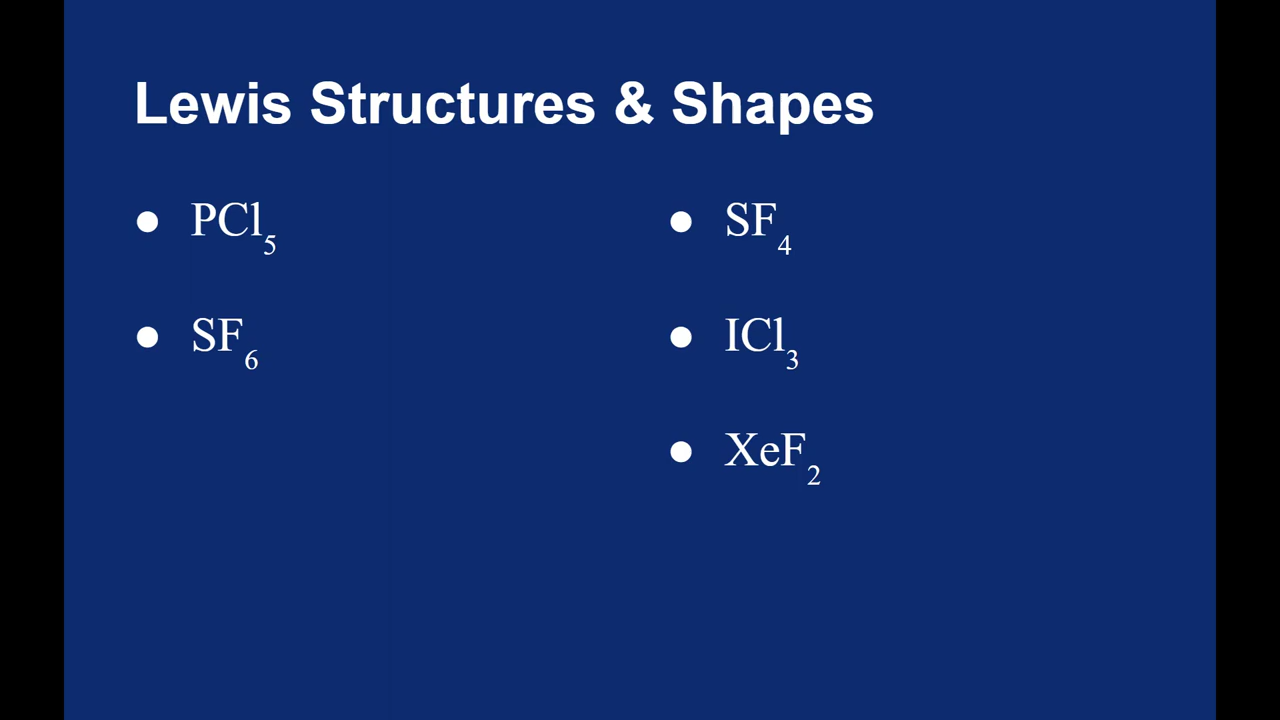 Lewis Structures & Shapes
● PCl₅
● SF₆
● SF₄
● ICl₃
● XeF₂